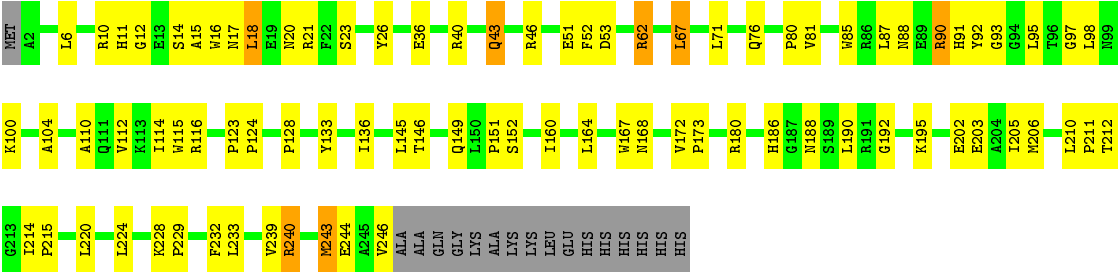 MET A2 L6 R10 H11 G12 E13 S14 A15 W16 N17 L18 E19 N20 R21 F22 S23 Y26 E36 R40 Q43 R46 E51 F52 D53 R62 L67 L71 Q76 P80 V81 W85 R86 L87 N88 E89 R90 H91 Y92 G93 G94 L95 T96 G97 L98 N99
K100 A104 A110 Q111 V112 K113 I114 W115 R116 P123 P124 P128 Y133 I136 L145 T146 Q149 L150 P151 S152 I160 L164 W167 N168 V172 P173 R180 H186 G187 N188 S189 L190 R191 G192 K195 E202 E203 A204 I205 M206 L210 P211 T212
G213 I214 P215 L220 L224 K228 P229 F232 L233 V239 R240 M243 E244 A245 V246 ALA ALA GLN GLY LYS ALA LYS LYS LEU GLU HIS HIS HIS HIS HIS HIS